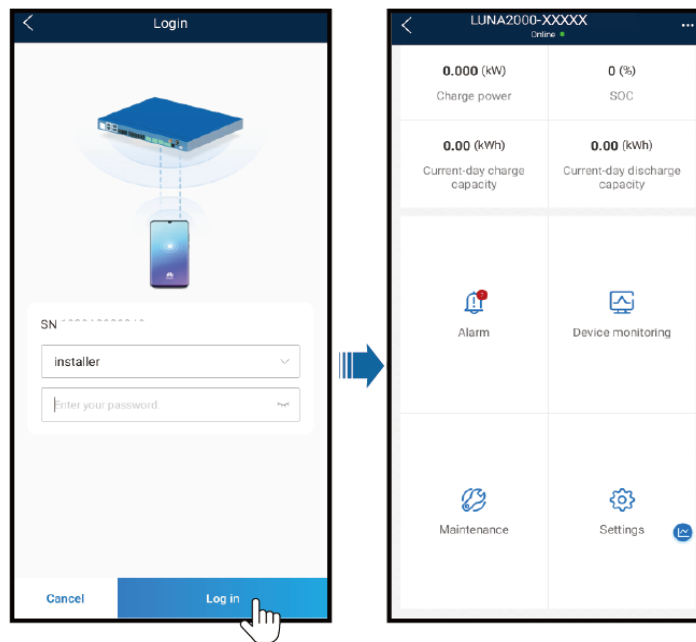 Login
SN
installer
Enter your password.
Cancel
Log in
LUNA2000-XXXXX
Online
0.000 (kW)
0 (%)
Charge power
SOC
0.00 (kWh)
0.00 (kWh)
Current-day charge
capacity
Current-day discharge
capacity
Alarm
Device monitoring
Maintenance
Settings